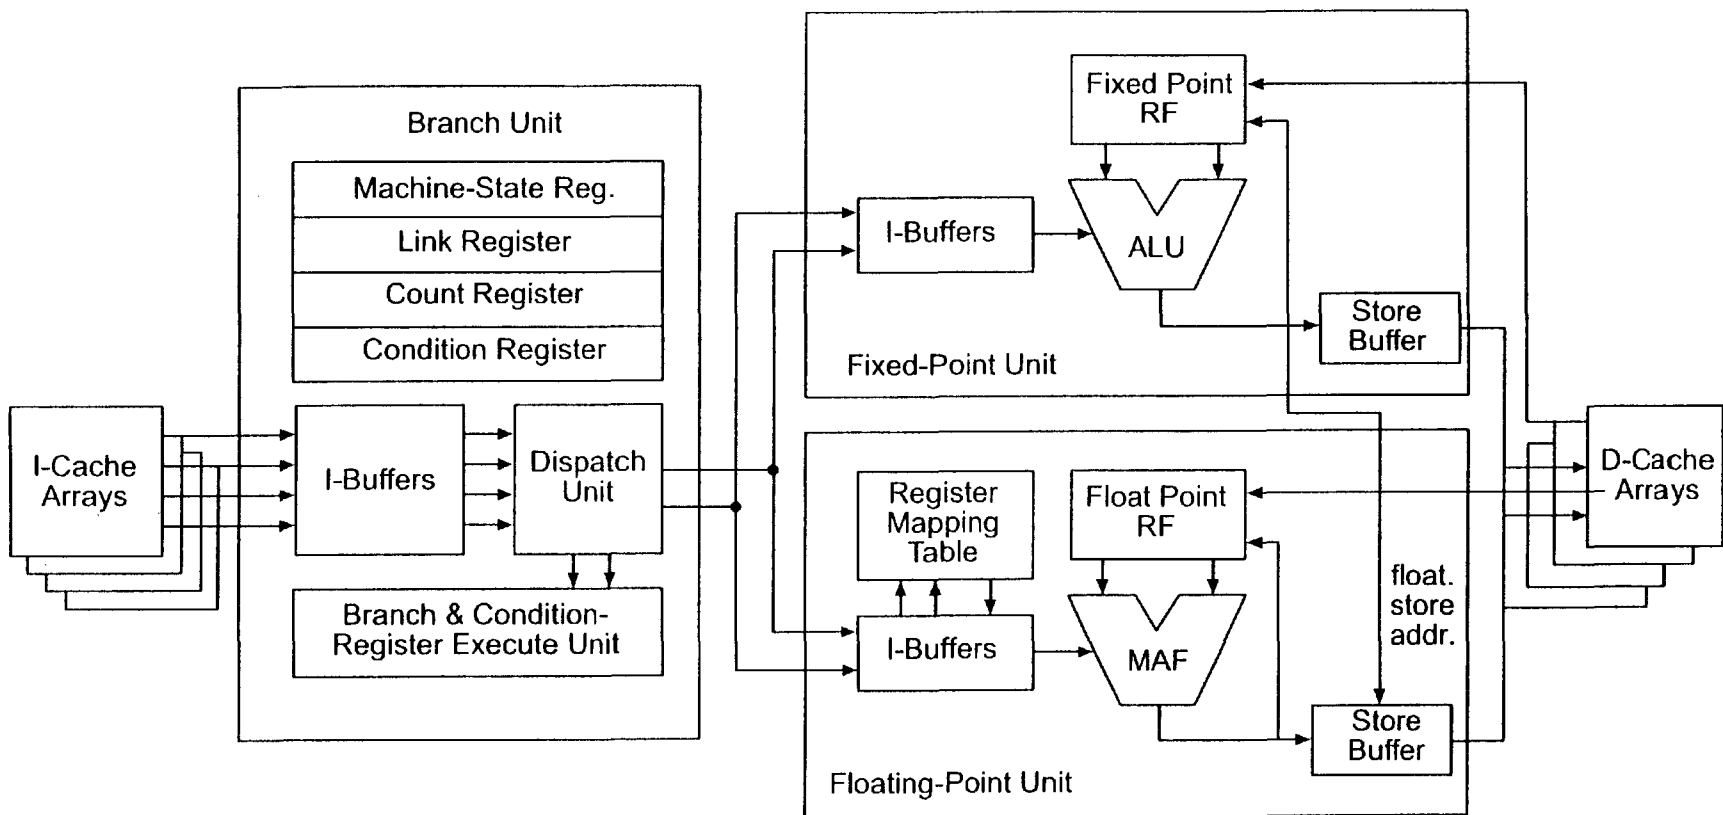 Branch Unit
Machine-State Reg.
Link Register
Count Register
Condition Register
I-Cache
Arrays
I-Buffers
Dispatch
Unit
Branch & Condition-
Register Execute Unit
Fixed Point
RF
I-Buffers
ALU
Store
Buffer
Fixed-Point Unit
Register
Mapping
Table
Float Point
RF
I-Buffers
MAF
float.
store
addr.
Store
Buffer
Floating-Point Unit
D-Cache
Arrays